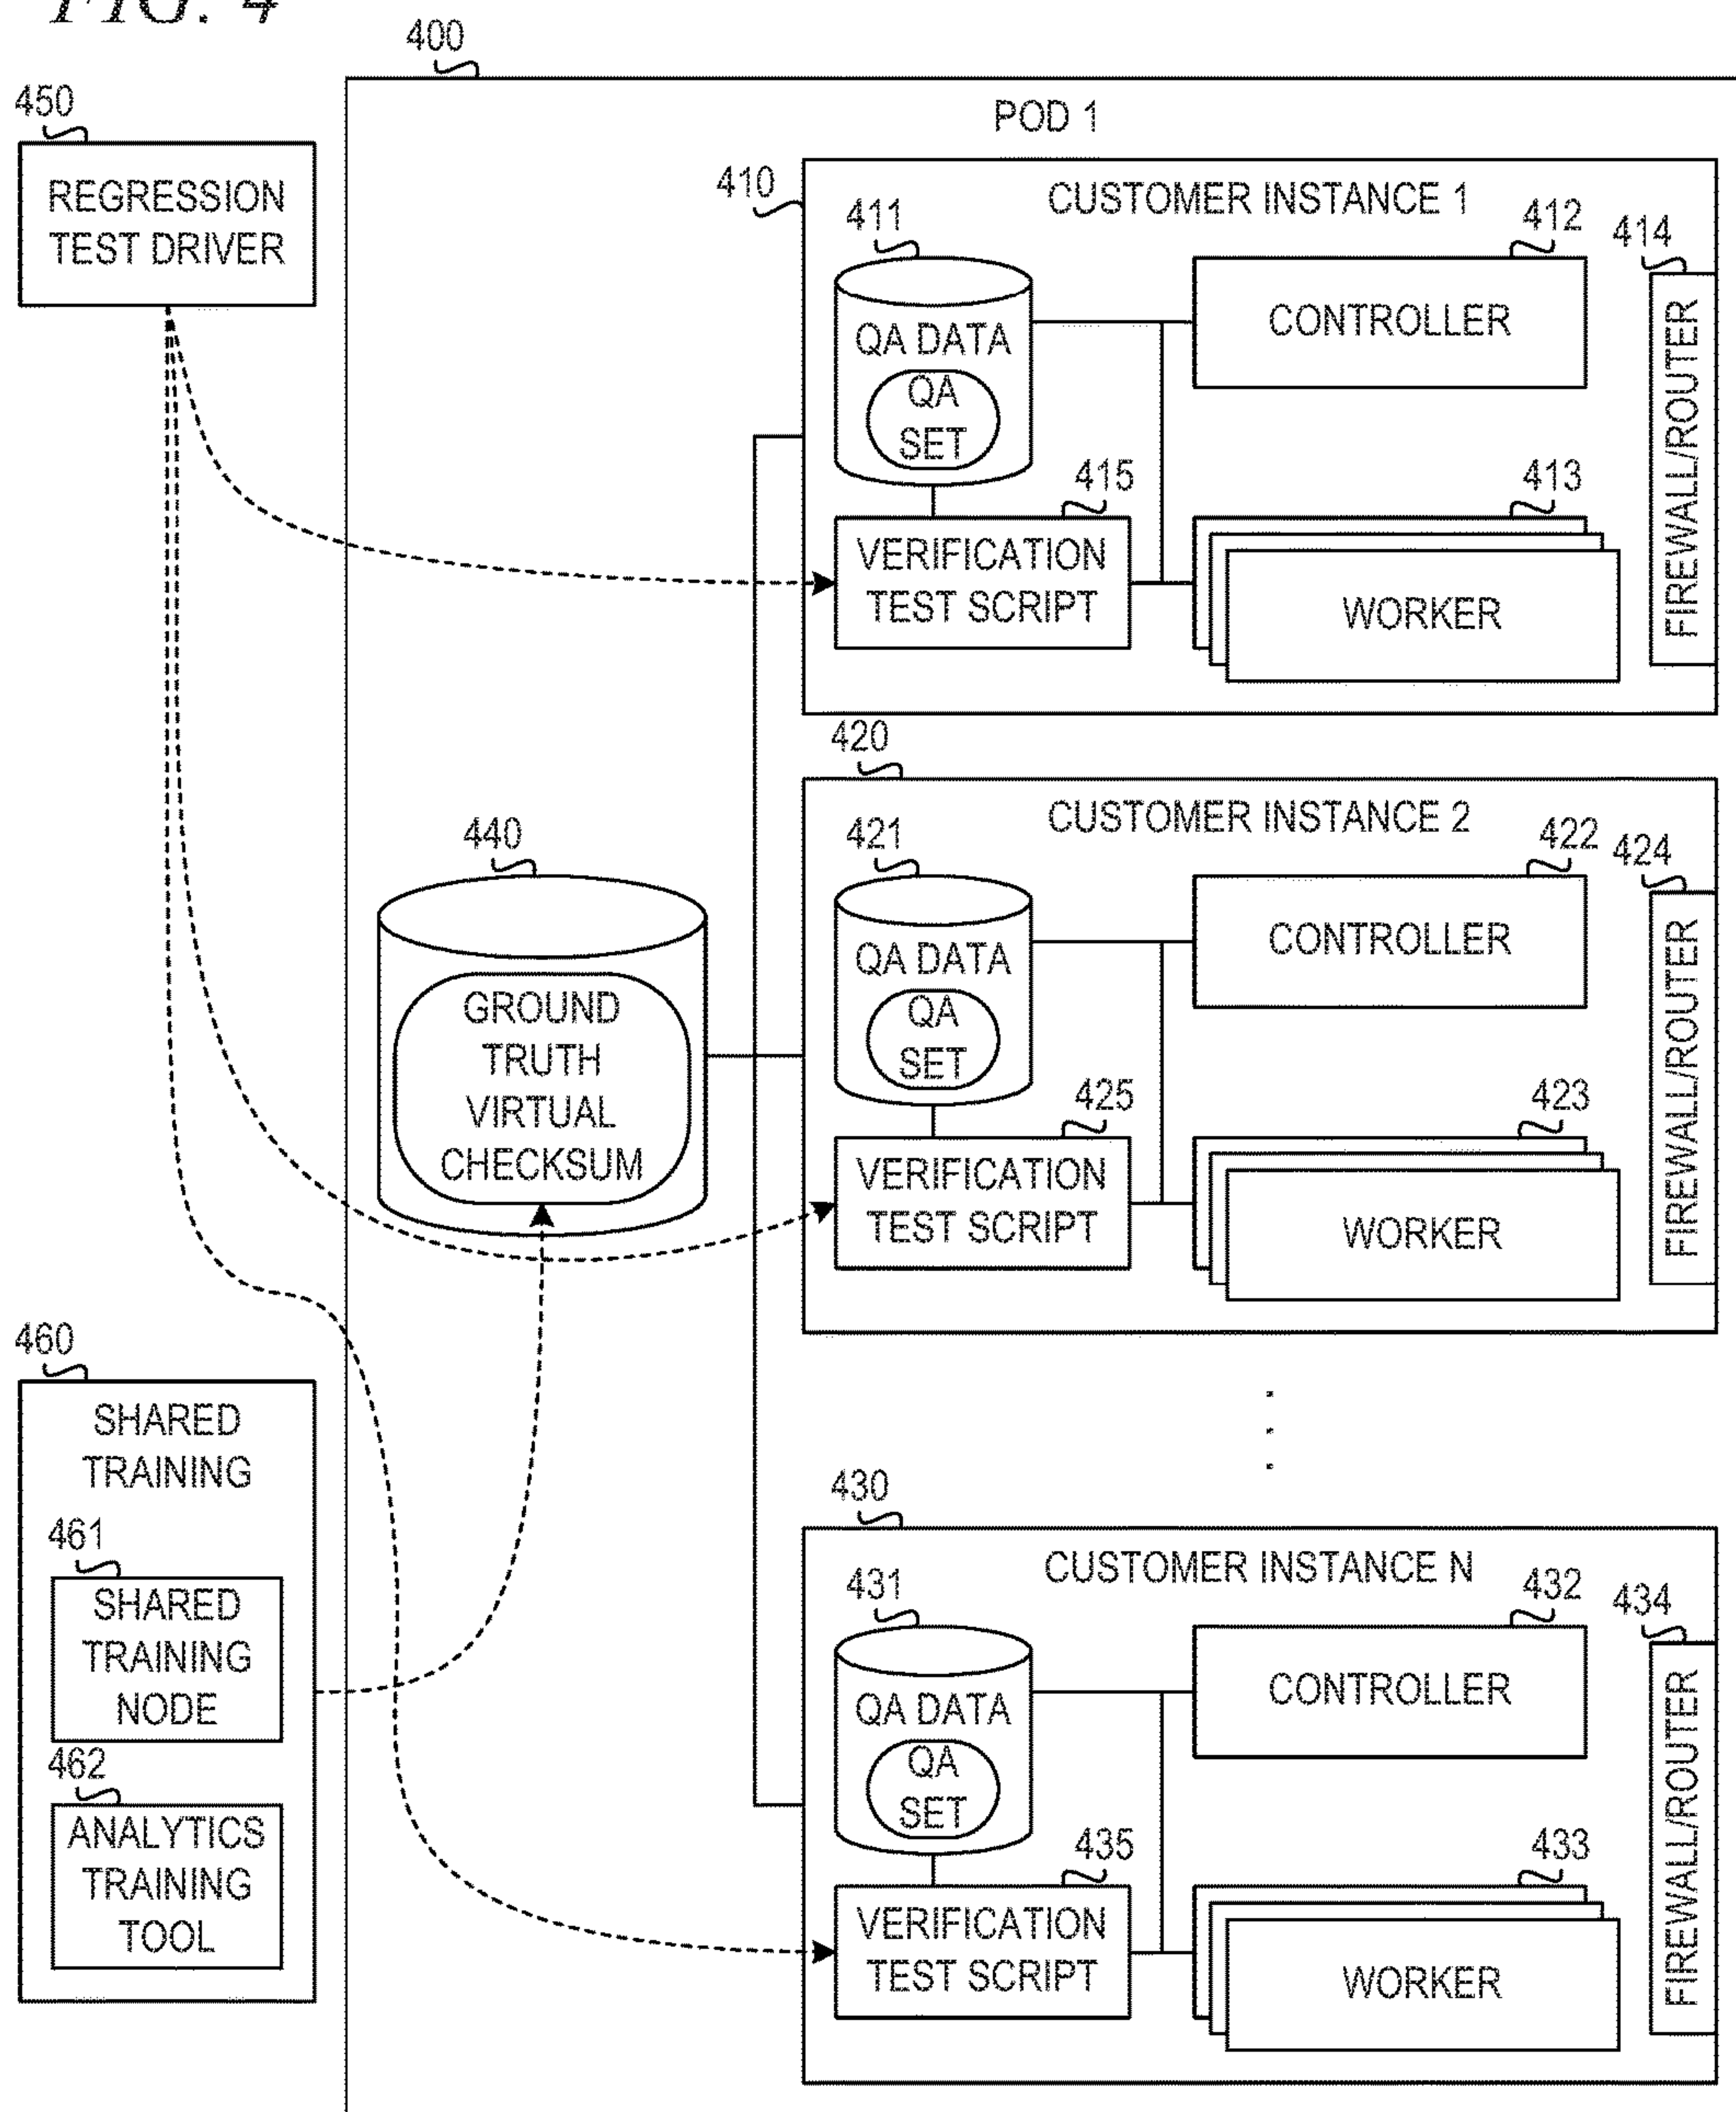 FIG. 4
400
POD 1
450
REGRESSION
TEST DRIVER
410
CUSTOMER INSTANCE 1
411
QA DATA
QA
SET
412
CONTROLLER
414
FIREWALL/ROUTER
415
VERIFICATION
TEST SCRIPT
413
WORKER
420
CUSTOMER INSTANCE 2
421
QA DATA
QA
SET
422
CONTROLLER
424
FIREWALL/ROUTER
425
VERIFICATION
TEST SCRIPT
423
WORKER
440
GROUND
TRUTH
VIRTUAL
CHECKSUM
460
SHARED
TRAINING
461
SHARED
TRAINING
NODE
462
ANALYTICS
TRAINING
TOOL
430
CUSTOMER INSTANCE N
431
QA DATA
QA
SET
432
CONTROLLER
434
FIREWALL/ROUTER
435
VERIFICATION
TEST SCRIPT
433
WORKER